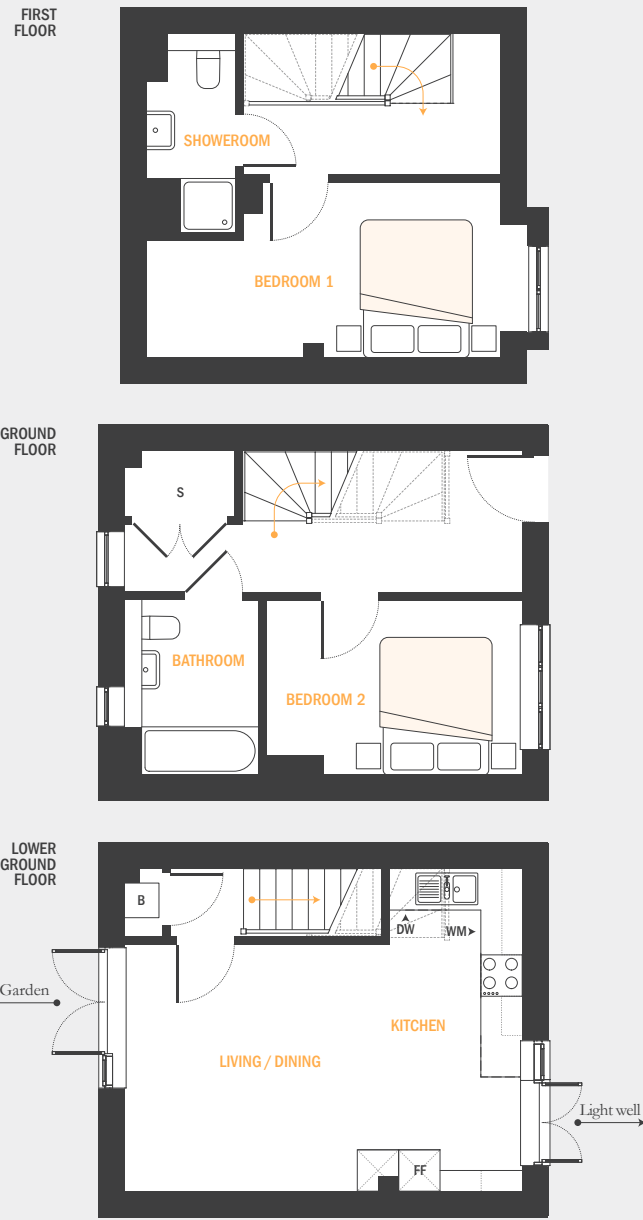 FIRST
FLOOR
SHOWEROOM
BEDROOM 1
GROUND
FLOOR
S
BATHROOM
BEDROOM 2
LOWER
GROUND
FLOOR
B
DW
WM
Garden
KITCHEN
LIVING / DINING
Light well
FF